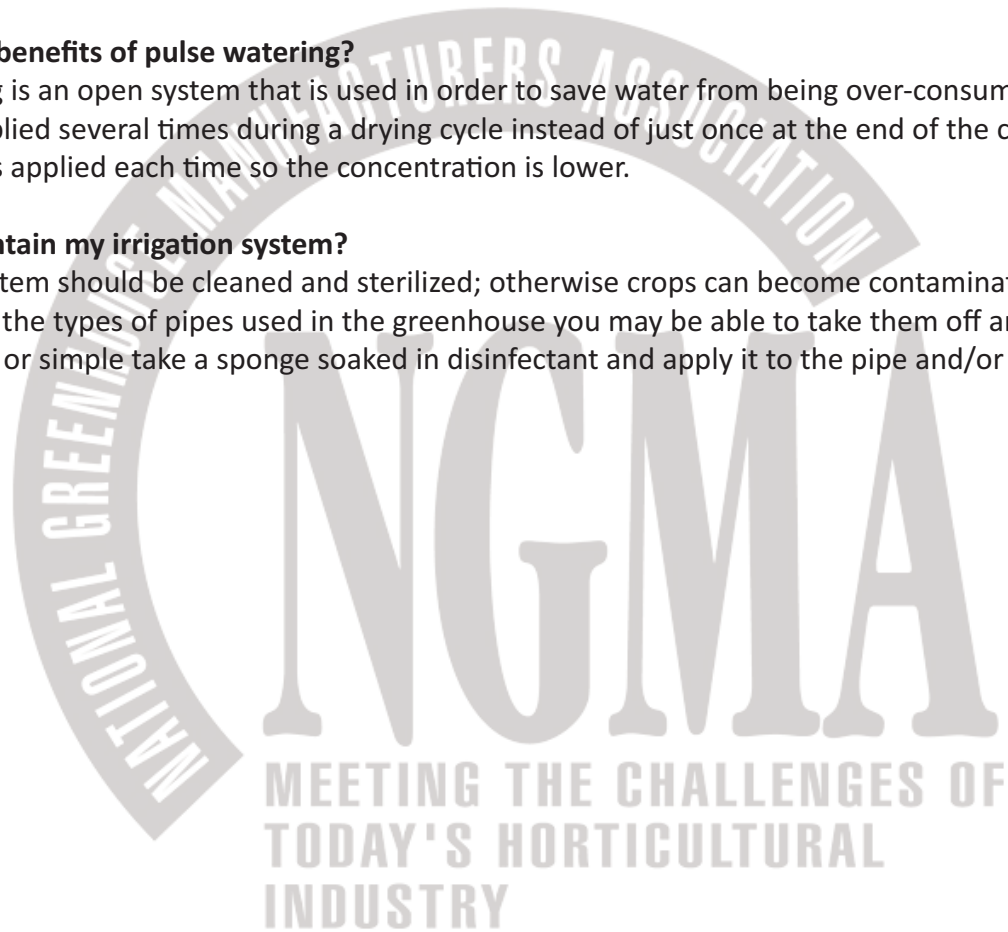 benefits of pulse watering?
is an open system that is used in order to save water from being over-consum
plied several times during a drying cycle instead of just once at the end of the
applied each time so the concentration is lower.
ntain my irrigation system?
tem should be cleaned and sterilized; otherwise crops can become contaminat
the types of pipes used in the greenhouse you may be able to take them off
or simple take a sponge soaked in disinfectant and apply it to the pipe and/or
NATIONAL GREENHOUSE MANUFACTURERS ASSOCIATION
NGMA
MEETING THE CHALLENGES OF
TODAY'S HORTICULTURAL
INDUSTRY